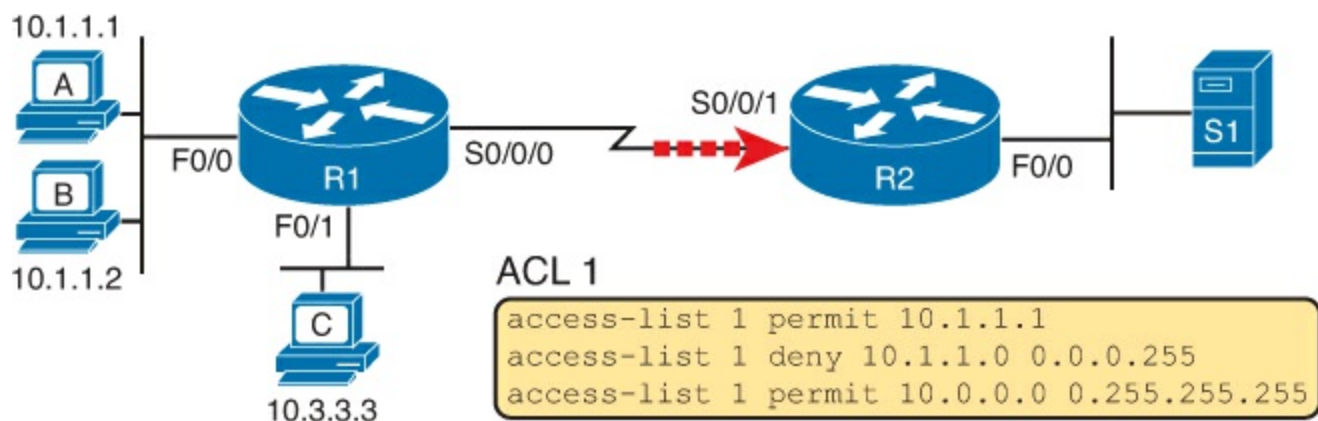 10.1.1.1
A
B
10.1.1.2
F0/0
R1
S0/0/0
F0/1
C
10.3.3.3
S0/0/1
R2
F0/0
S1
ACL 1
access-list 1 permit 10.1.1.1
access-list 1 deny 10.1.1.0 0.0.0.255
access-list 1 permit 10.0.0.0 0.255.255.255